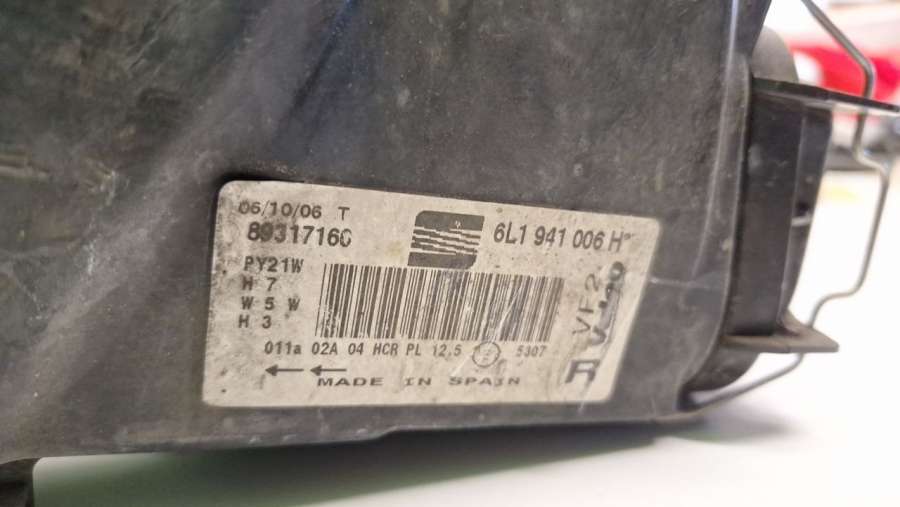 06/10/06 T
89317160
6L1 941 006 H
PY21W
H 7
W 5 W
H 3
VF2
011a 02A 04 HCR PL 12,5
5307
R
MADE IN SPAIN